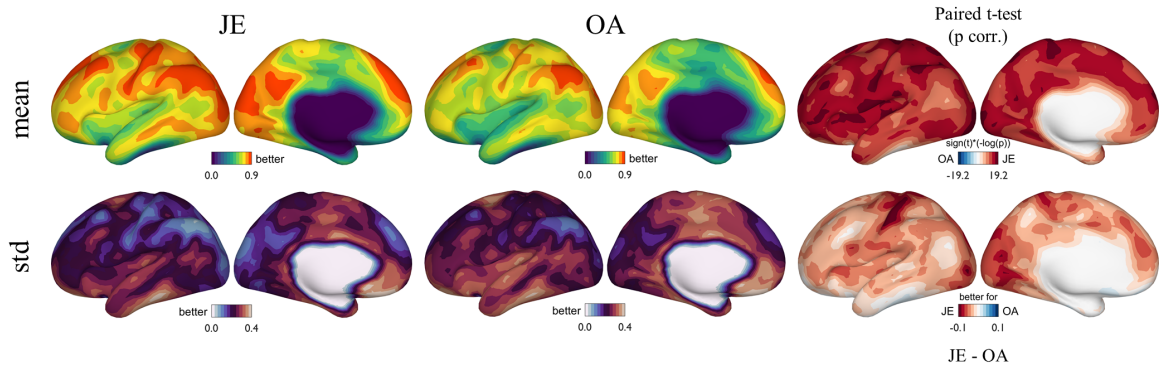 JE
OA
Paired t-test
(p corr.)
mean
better
0.0
0.9
better
0.0
0.9
sign(t)*(-log(p))
OA
JE
-19.2
19.2
std
better
0.0
0.4
better
0.0
0.4
better for
JE
OA
-0.1
0.1
JE - OA